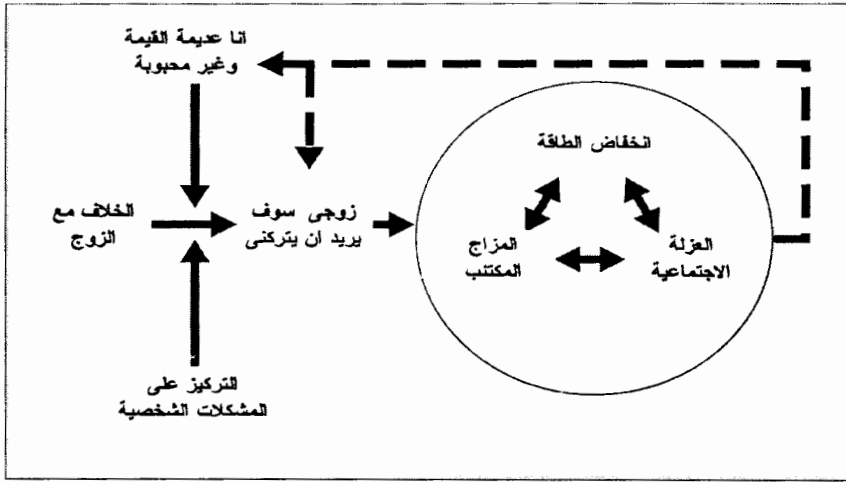 انا عديمة القيمة
وغير محبوبة
انخفاض الطاقة
الخلاف مع
الزوج
زوجى سوف
يريد ان يتركنى
المزاج
المكتئب
العزلة
الاجتماعية
التركيز على
المشكلات الشخصية